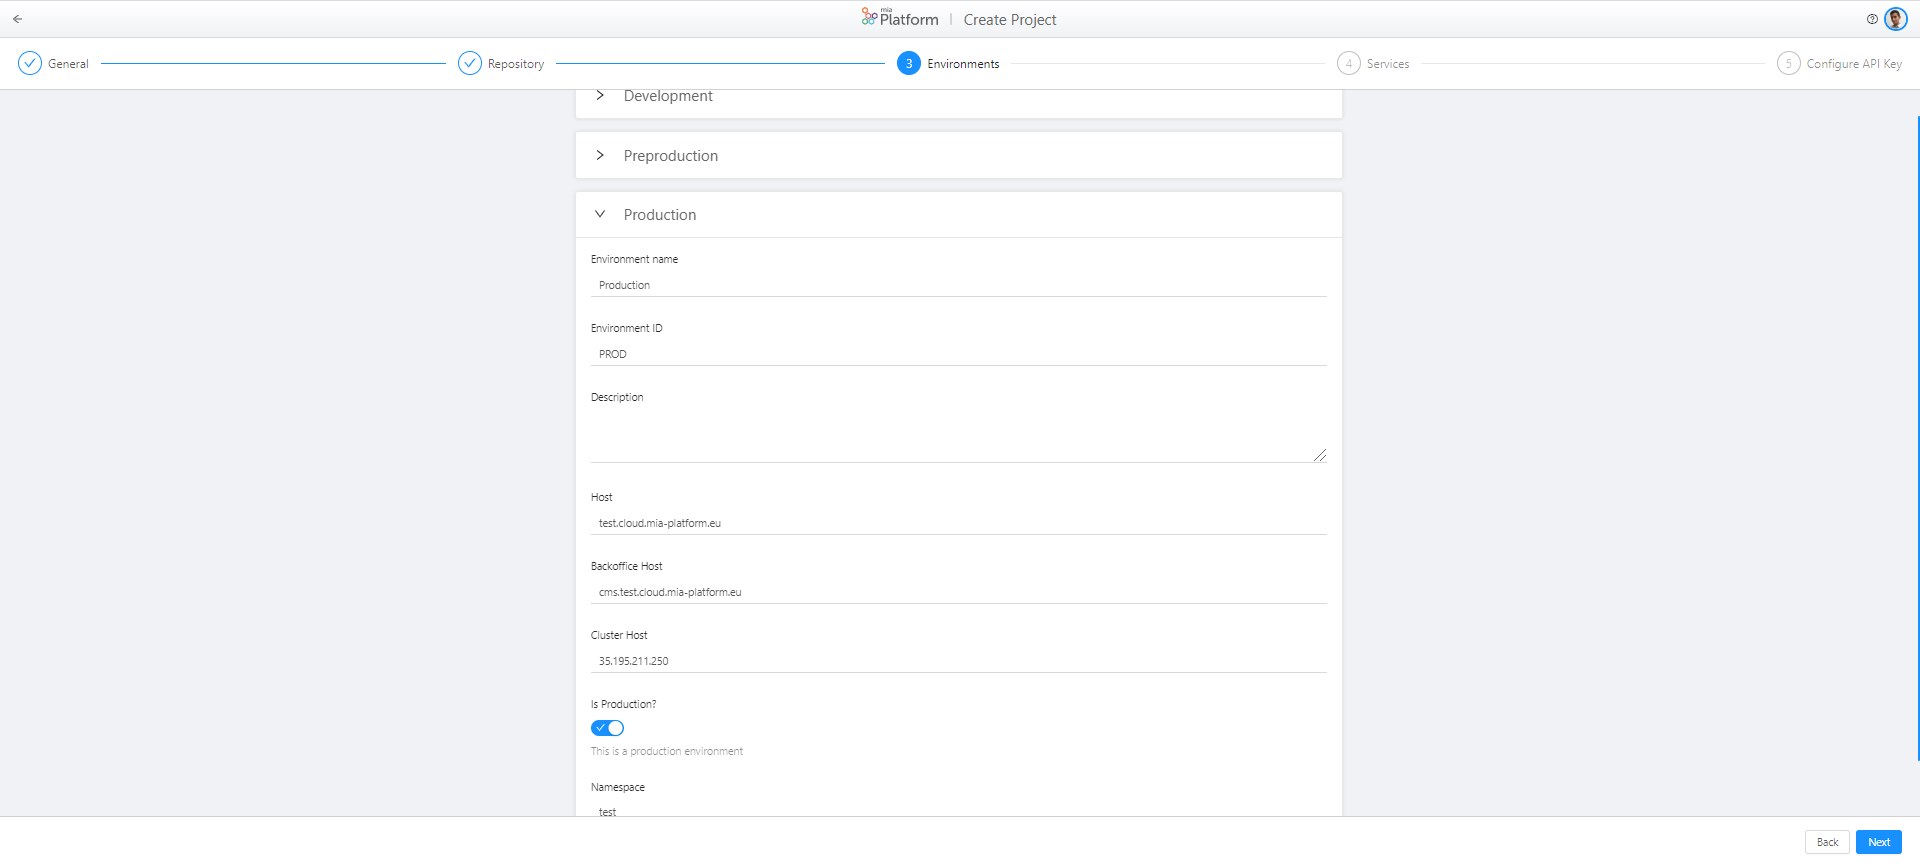 mia
Platform | Create Project
General
Repository
3 Environments
4 Services
5 Configure API Key
Development
Preproduction
Production
Environment name
Production
Environment ID
PROD
Description
Host
test.cloud.mia-platform.eu
Backoffice Host
cms.test.cloud.mia-platform.eu
Cluster Host
35.195.211.250
Is Production?
This is a production environment
Namespace
test
Back
Next